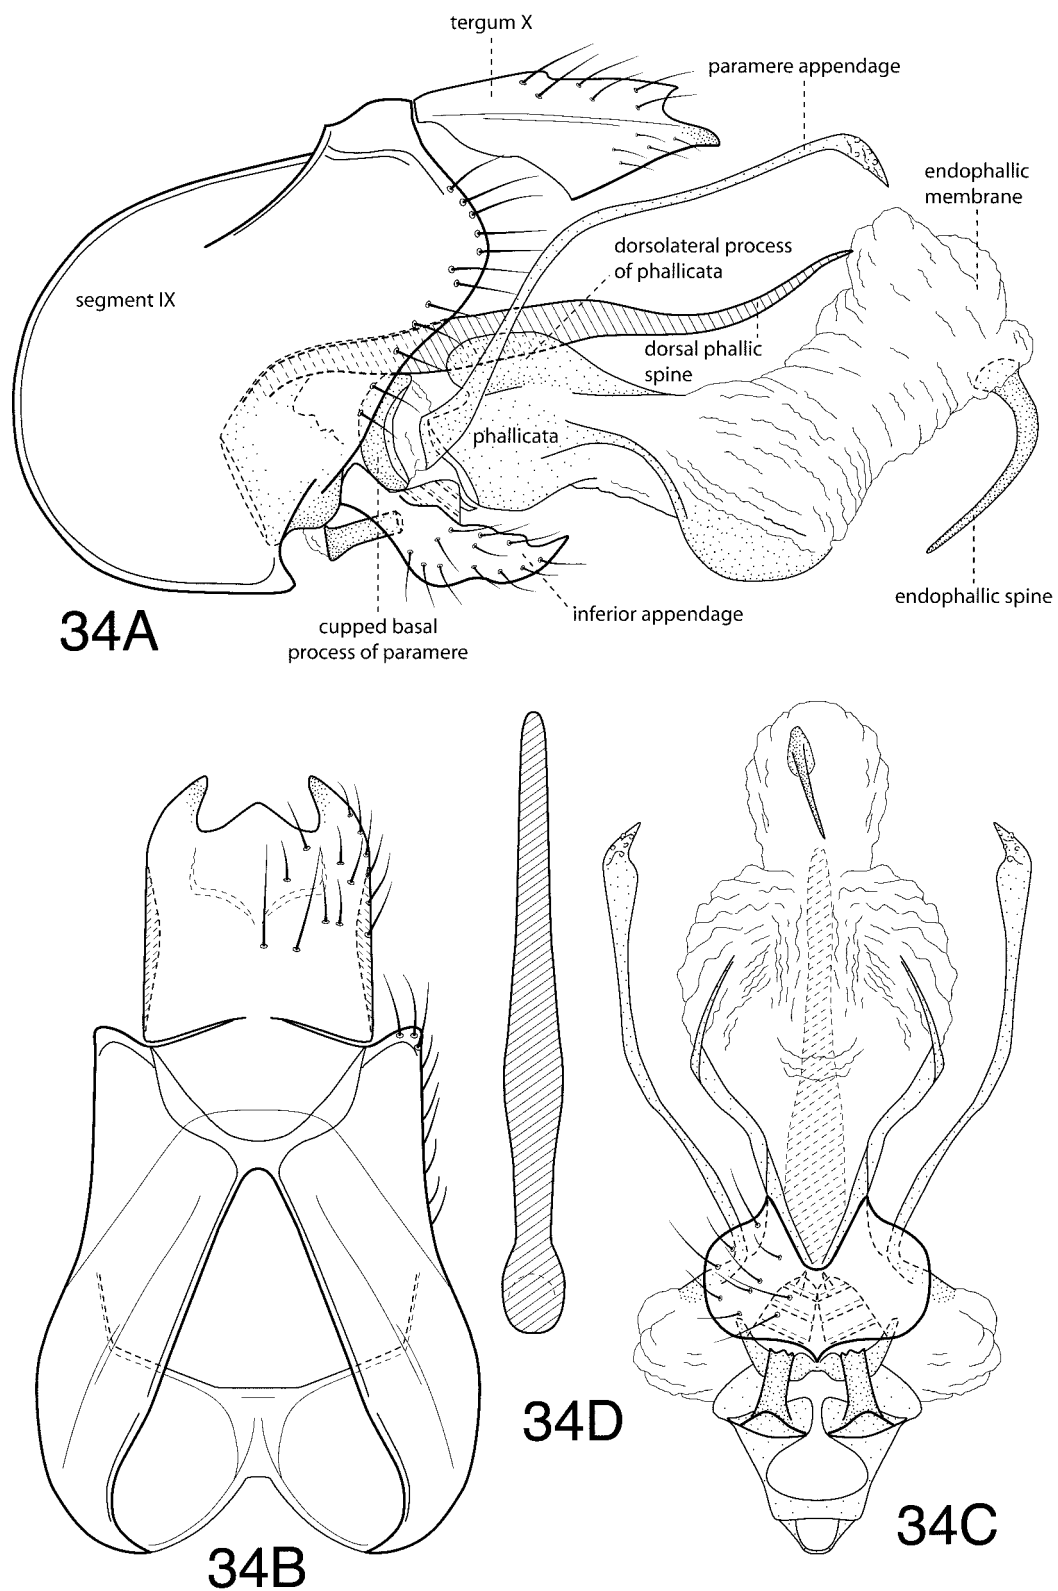 tergum X
paramere appendage
endophallic
membrane
dorsolateral process
of phallicata
segment IX
dorsal phallic
spine
phallicata
endophallic spine
inferior appendage
34A
cupped basal
process of paramere
34D
34C
34B